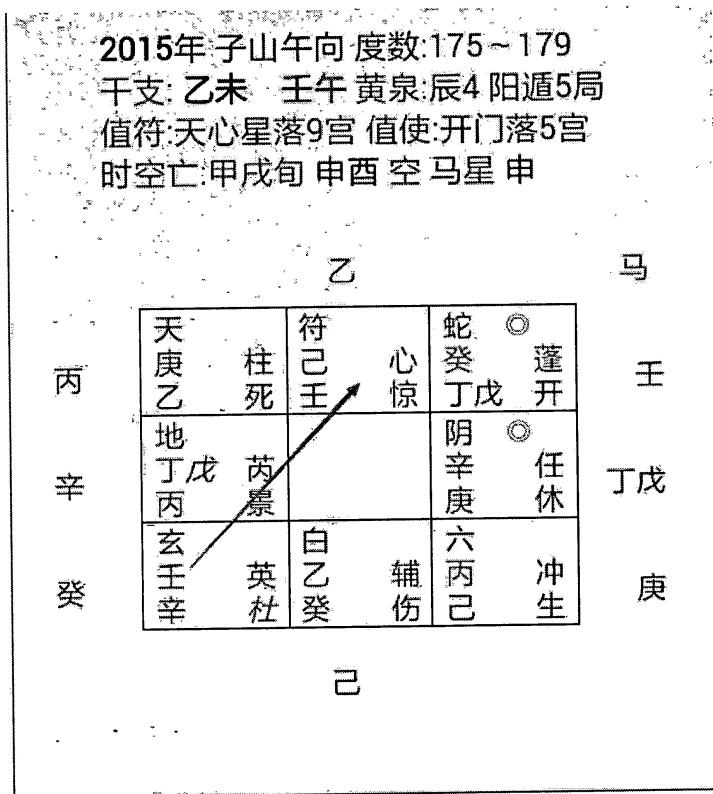 2015年 子山午向 度数:175~179
干支: 乙未 壬午 黄泉:辰4 阳遁5局
值符:天心星落9宫 值使:开门落5宫
时空亡:甲戌旬 申酉 空 马星 申
乙 马
天 符 蛇 ◎
丙 庚 柱 己 心 癸 蓬 壬
乙 死 壬 惊 丁戊 开
地 阴 ◎
辛 丁戊 芮 辛 任 丁戊
丙 景 庚 休
玄 白 六
癸 壬 英 乙 辅 丙 冲 庚
辛 杜 癸 伤 己 生
己